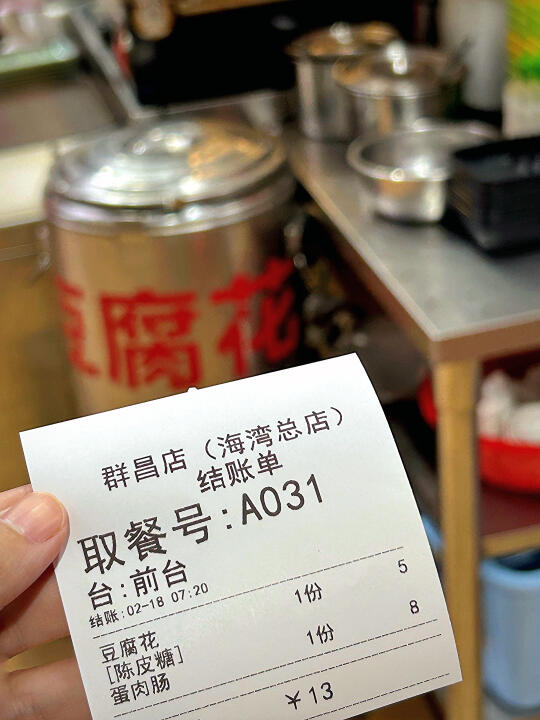 豆腐花
群昌店（海湾总店）
结账单
取餐号:A031
台:前台
结账:02-18 07:20
豆腐花 1份 5
[陈皮糖]
蛋肉肠 1份 8
￥13